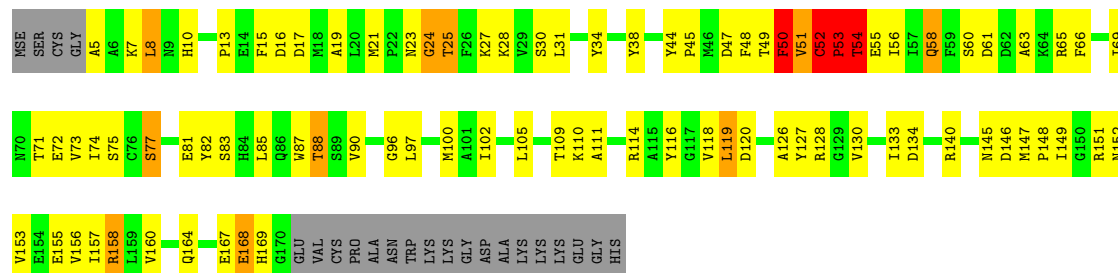 MSE SER CYS GLY A5 A6 K7 L8 N9 H10 P13 E14 F15 D16 D17 M18 A19 L20 M21 P22 N23 G24 T25 F26 K27 K28 V29 S30 L31 Y34 Y38 Y44 P45 M46 D47 F48 T49 F50 V51 C52 P53 T54 E55 I56 I57 Q58 F59 S60 D61 D62 A63 K64 R65 F66 I69
N70 T71 E72 V73 I74 S75 C76 S77 E81 Y82 S83 H84 L85 Q86 W87 T88 S89 V90 G96 L97 M100 A101 I102 L105 T109 K110 A111 R114 A115 Y116 G117 V118 L119 D120 A126 Y127 R128 G129 V130 I133 D134 R140 N145 D146 M147 P148 I149 G150 R151 N152
V153 E154 E155 V156 I157 R158 L159 V160 Q164 E167 E168 H169 G170 GLU VAL CYS PRO ALA ASN TRP LYS LYS GLY ASP ALA LYS LYS LYS GLU GLY HIS